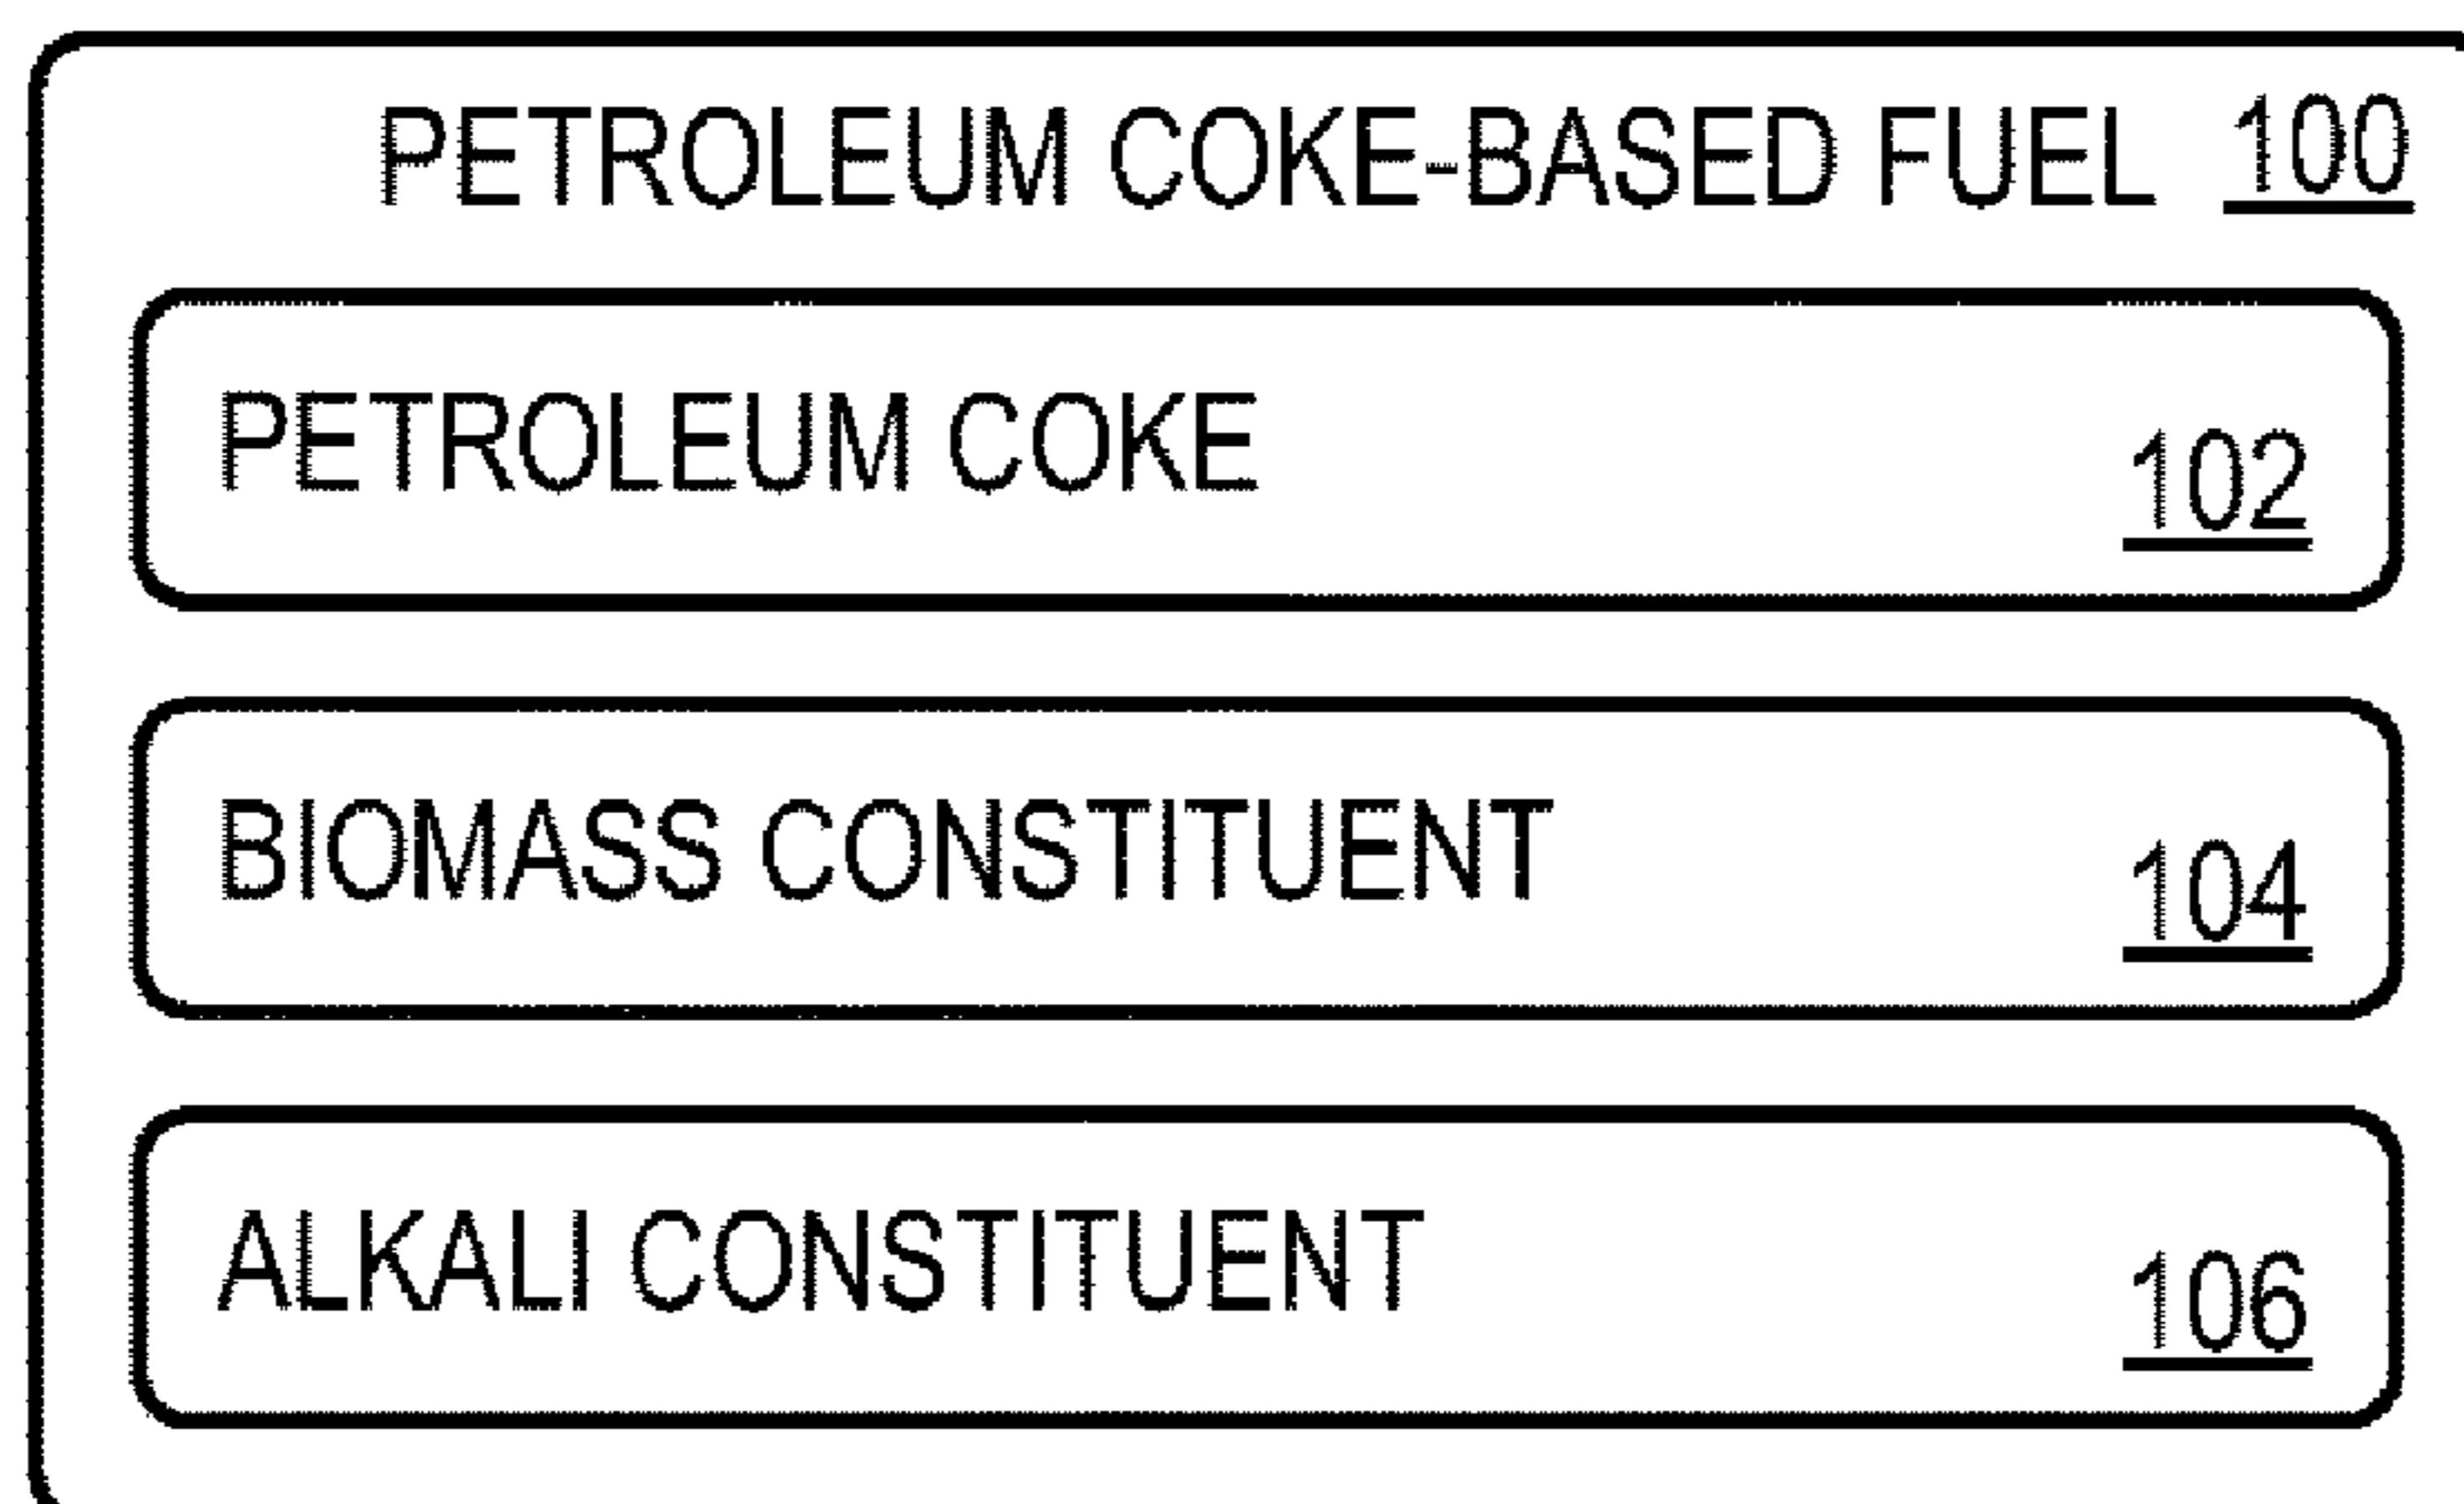 PETROLEUM COKE-BASED FUEL 100
PETROLEUM COKE
102
BIOMASS CONSTITUENT
104
ALKALI CONSTITUENT
106